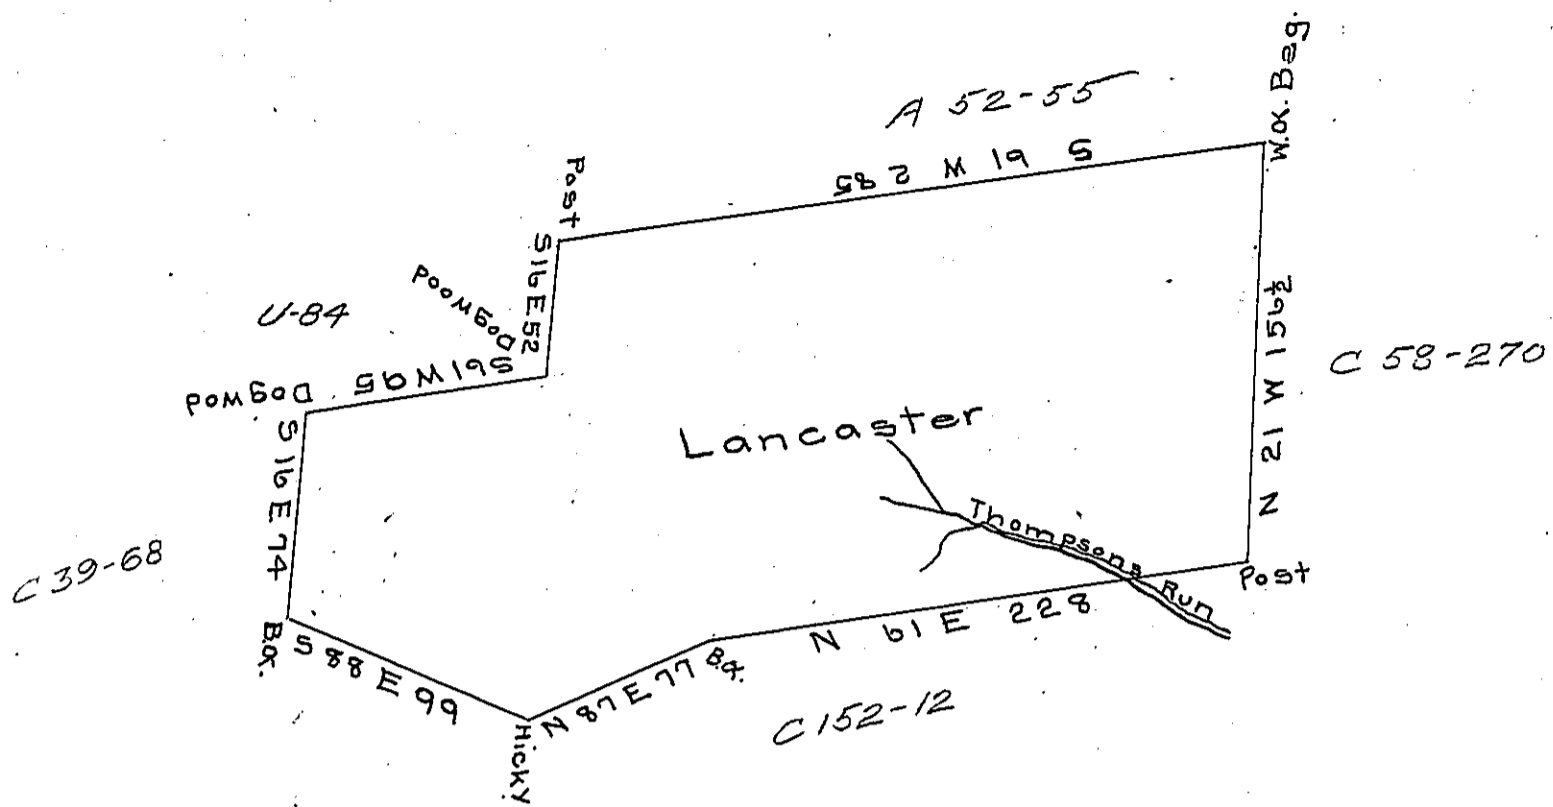 W.O. Beg.
A 52-55
S 61 W 285
Post
S 16 E 52
Dogwood
U-84
S 61 W 95
Dogwod
S 16 E 74
C 39-68
B.O.
S 88 E 99
Hicky
N 87 E 77
B.O.
C 152-12
N 61 E 228
Post
N 21 W 156½
C 58-270
Lancaster
Thompsons Run